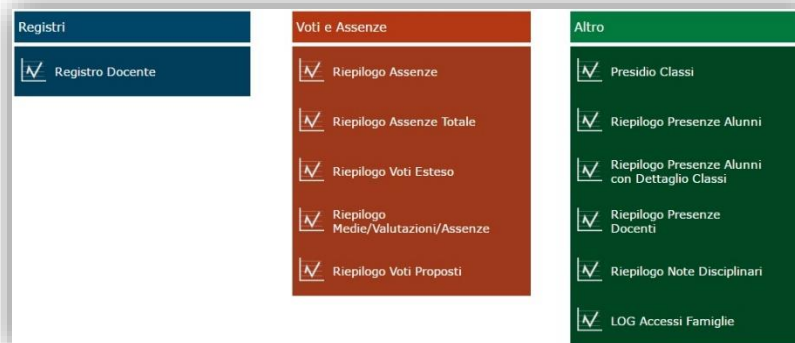 Registri
Registro Docente
Voti e Assenze
Riepilogo Assenze
Riepilogo Assenze Totale
Riepilogo Voti Esteso
Riepilogo
Medie/Valutazioni/Assenze
Riepilogo Voti Proposti
Altro
Presidio Classi
Riepilogo Presenze Alunni
Riepilogo Presenze Alunni
con Dettaglio Classi
Riepilogo Presenze
Docenti
Riepilogo Note Disciplinari
LOG Accessi Famiglie